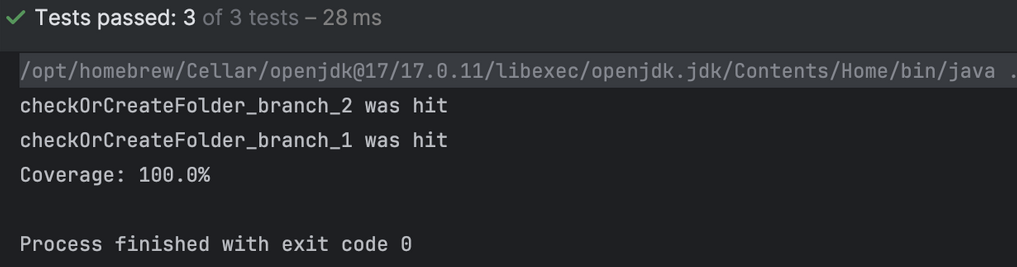 Tests passed: 3 of 3 tests – 28 ms
/opt/homebrew/Cellar/openjdk@17/17.0.11/libexec/openjdk.jdk/Contents/Home/bin/java .
checkOrCreateFolder_branch_2 was hit
checkOrCreateFolder_branch_1 was hit
Coverage: 100.0%
Process finished with exit code 0